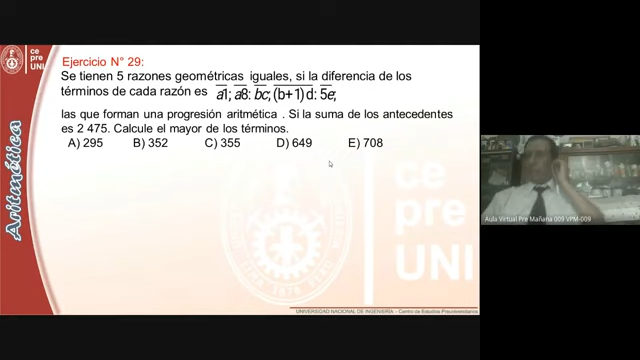 ce
pre
UNI
Aritmética
Ejercicio N° 29:
Se tienen 5 razones geométricas iguales, si la diferencia de los
términos de cada razón es a1; a8: bc; (b+1)d: 5e;
las que forman una progresión aritmética . Si la suma de los antecedentes
es 2 475. Calcule el mayor de los términos.
A) 295 B) 352 C) 355 D) 649 E) 708
ce
pre
UNI
Aula Virtual Pre Mañana 009 VPM-009
UNIVERSIDAD NACIONAL DE INGENIERÍA - Centro de Estudios Preuniversitarios